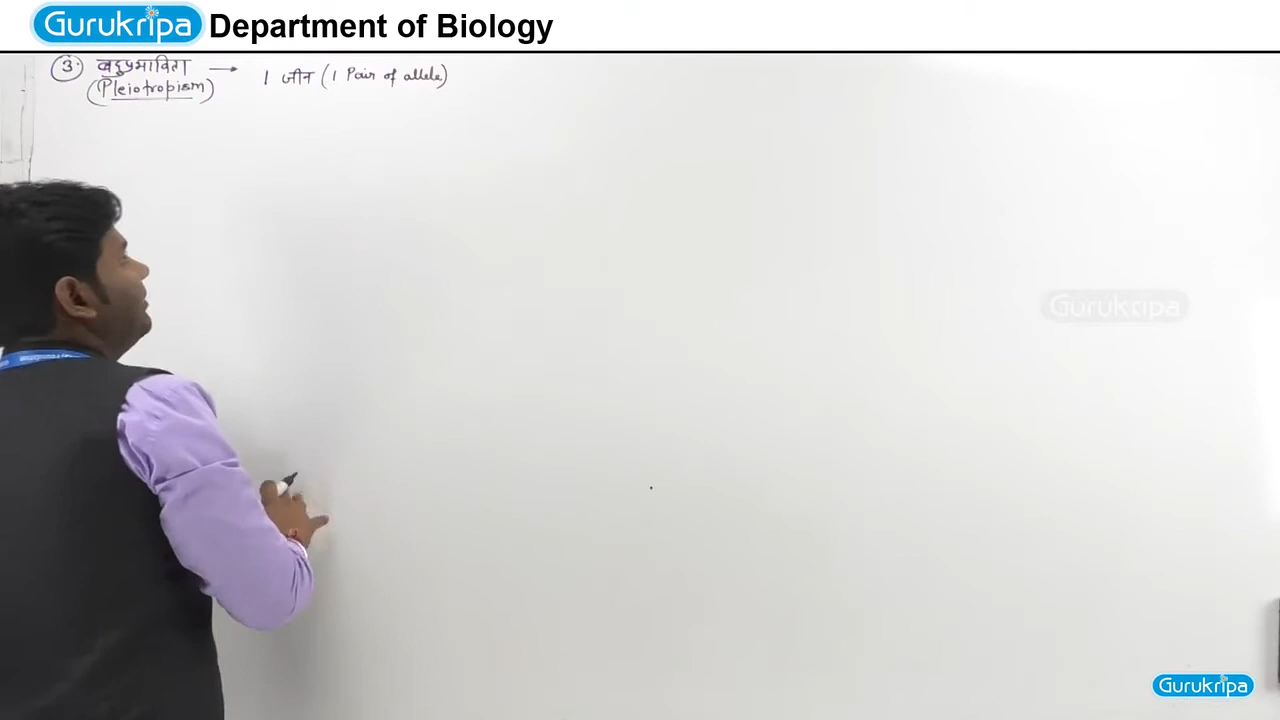 Gurukripa Department of Biology
3. बहुप्रभाविता → 1 जीन (1 Pair of allele)
(Pleiotropism)
Gurukripa
Gurukripa